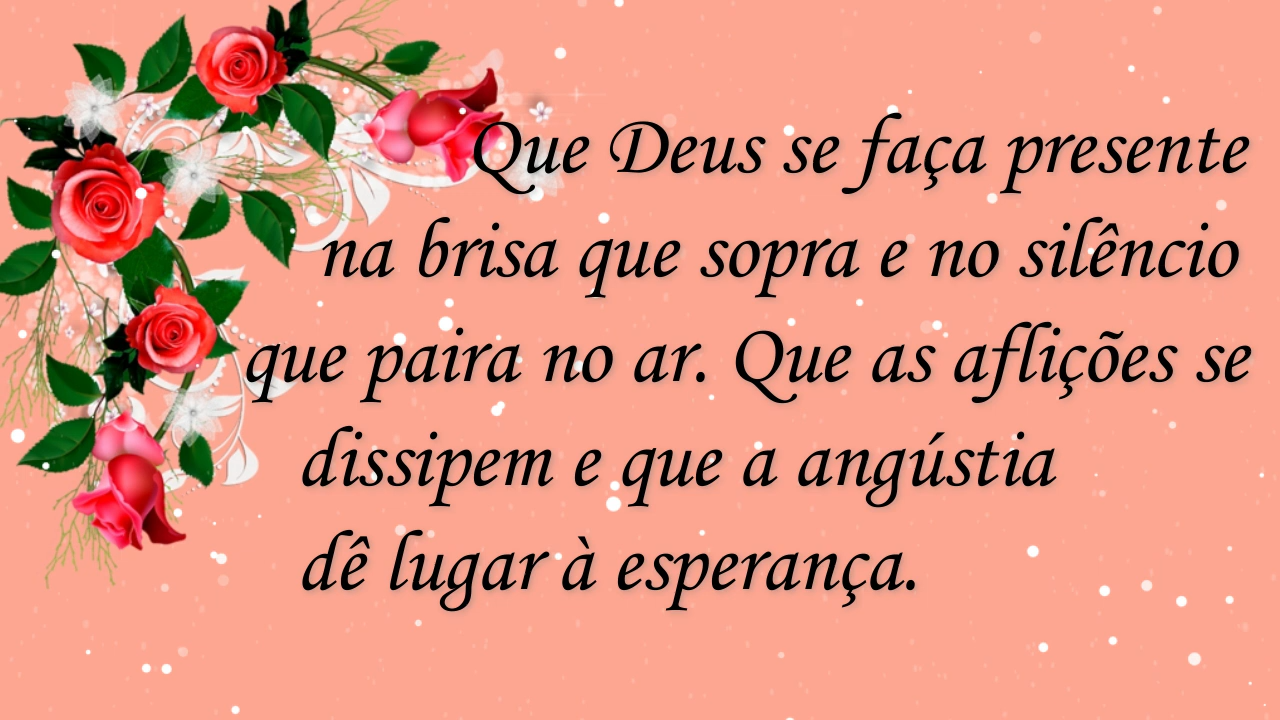 Que Deus se faça presente
na brisa que sopra e no silêncio
que paira no ar. Que as aflições se
dissipem e que a angústia
dê lugar à esperança.